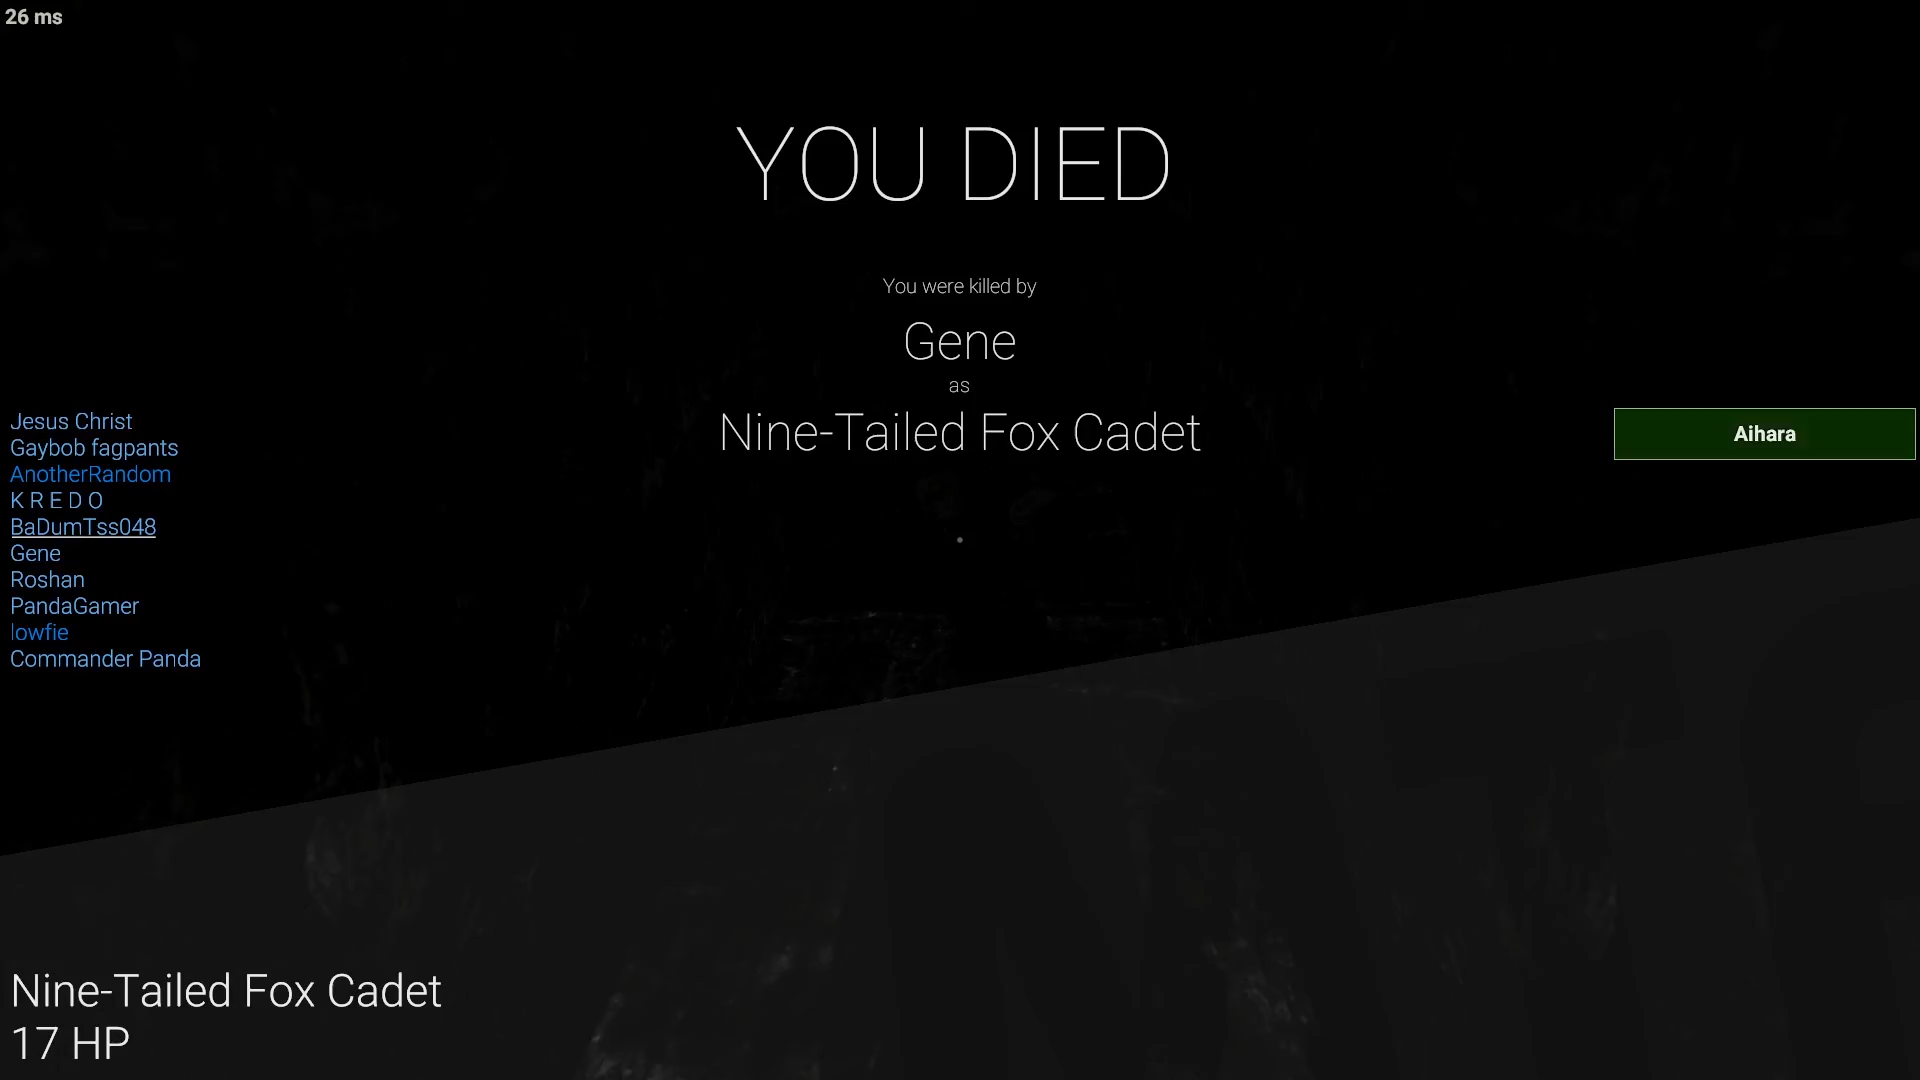 26 ms
YOU DIED
You were killed by
Gene
as
Nine-Tailed Fox Cadet
Jesus Christ
Gaybob fagpants
AnotherRandom
K R E D O
BaDumTss048
Gene
Roshan
PandaGamer
lowfie
Commander Panda
Aihara
Nine-Tailed Fox Cadet
17 HP